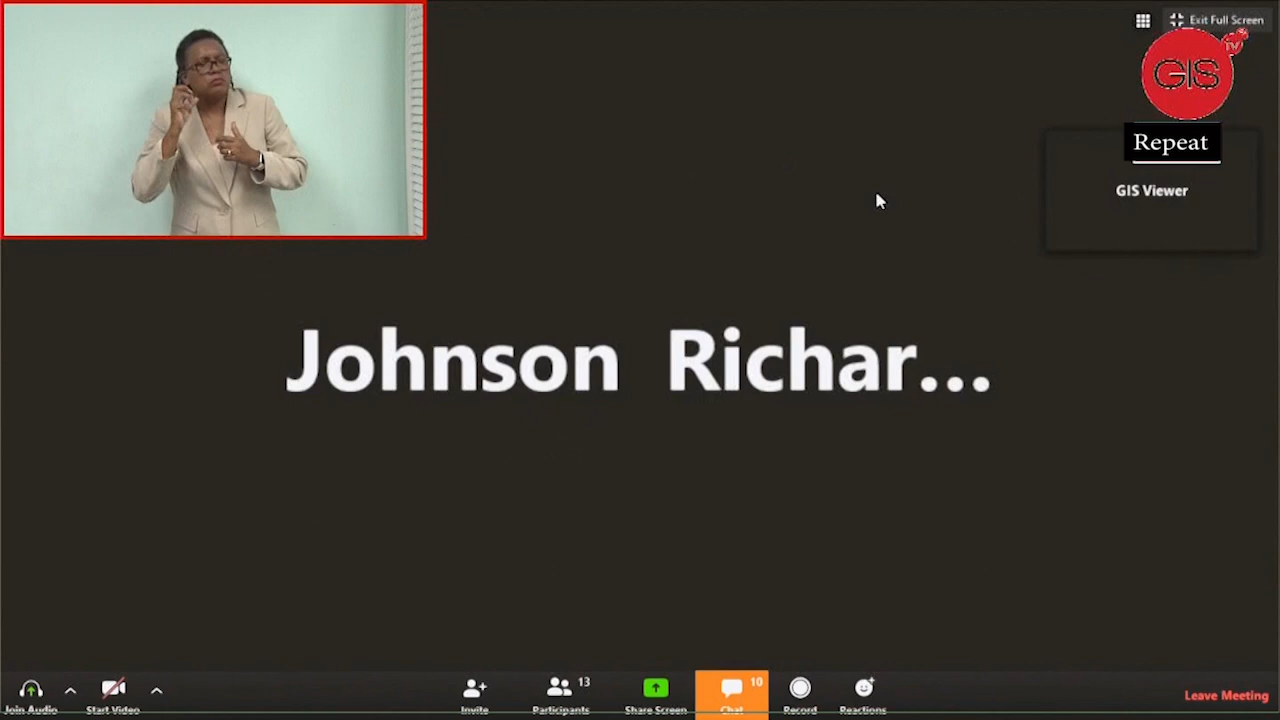 Exit Full Screen
GIS TV
Repeat
GIS Viewer
Johnson Richar...
Join Audio
Start Video
Invite
Participants
13
Share Screen
Chat
10
Record
Reactions
Leave Meeting